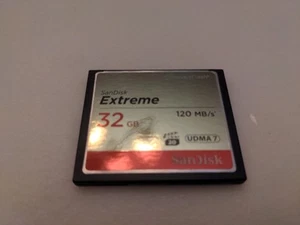 SanDisk
Extreme
32 GB
120 MB/s
UDMA 7
SanDisk